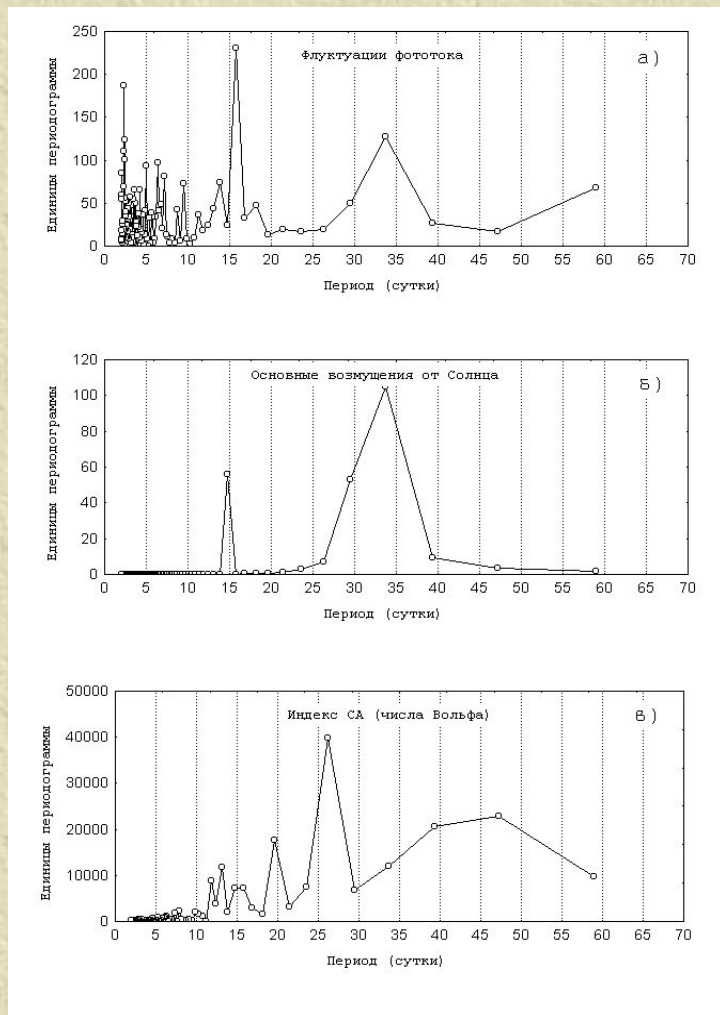 Флуктуации фототока
а)
Единицы периодограммы
250
200
150
100
50
0
0 5 10 15 20 25 30 35 40 45 50 55 60 65 70
Период (сутки)
Основные возмущения от Солнца
б)
Единицы периодограммы
120
100
80
60
40
20
0
0 5 10 15 20 25 30 35 40 45 50 55 60 65 70
Период (сутки)
Индекс СА (числа Вольфа)
в)
Единицы периодограммы
50000
40000
30000
20000
10000
0
0 5 10 15 20 25 30 35 40 45 50 55 60 65 70
Период (сутки)